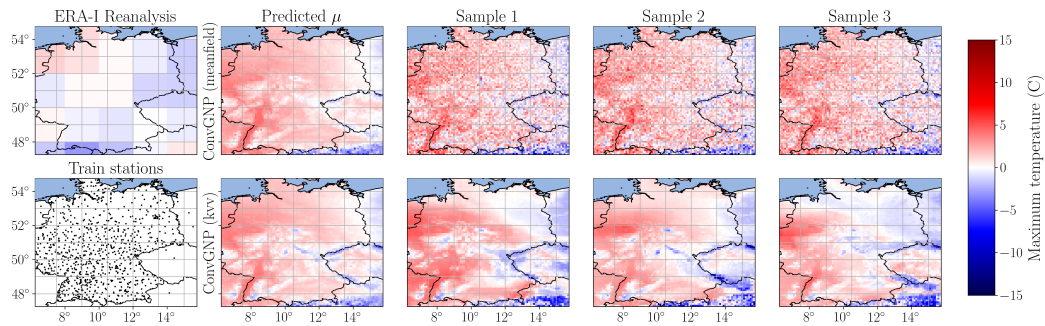 ERA-I Reanalysis
Predicted μ
Sample 1
Sample 2
Sample 3
54°
52°
50°
48°
ConvGNP (meanfield)
Train stations
54°
52°
50°
48°
8° 10° 12° 14°
ConvGNP (kvv)
8° 10° 12° 14°
8° 10° 12° 14°
8° 10° 12° 14°
8° 10° 12° 14°
15
10
5
0
−5
−10
−15
Maximum temperature (C)